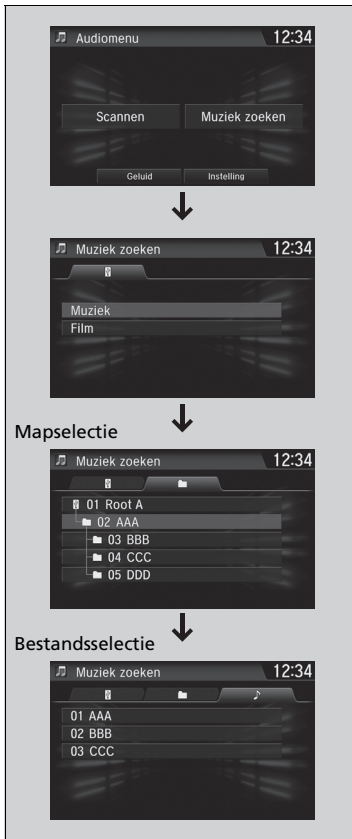 Audiomenu 12:34
Scannen Muziek zoeken
Geluid Instelling
Muziek zoeken 12:34
Muziek
Film
Mapselectie
Muziek zoeken 12:34
01 Root A
02 AAA
03 BBB
04 CCC
05 DDD
Bestandsselectie
Muziek zoeken 12:34
01 AAA
02 BBB
03 CCC